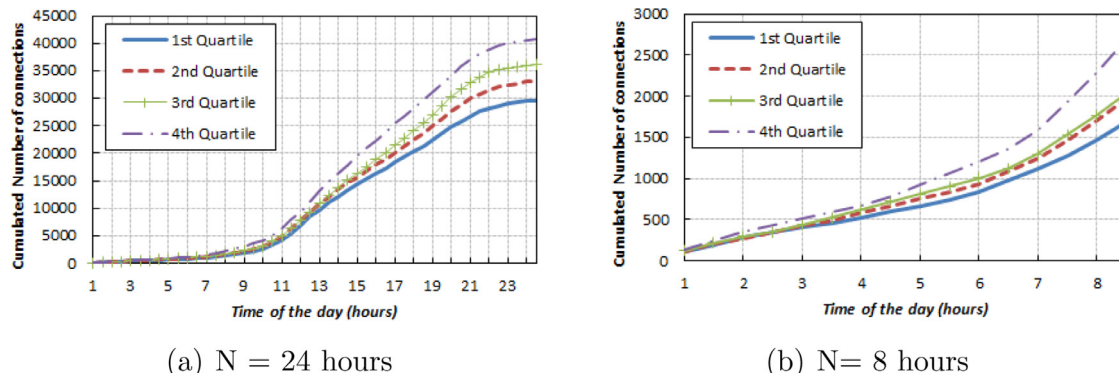 45000
40000
35000
30000
25000
20000
15000
10000
5000
0
Cumulated Number of connections
1st Quartile
2nd Quartile
3rd Quartile
4th Quartile
1 3 5 7 9 11 13 15 17 19 21 23
Time of the day (hours)
(a) N = 24 hours
3000
2500
2000
1500
1000
500
0
Cumulated Number of connections
1st Quartile
2nd Quartile
3rd Quartile
4th Quartile
1 2 3 4 5 6 7 8
Time of the day (hours)
(b) N= 8 hours